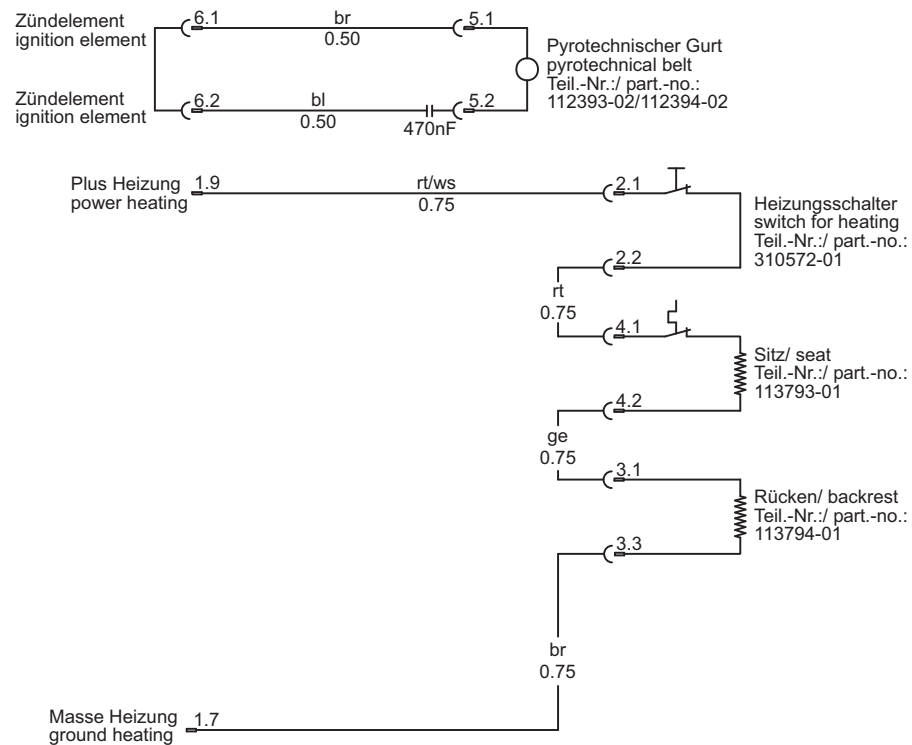 Zündelement
ignition element
6.1
br
0.50
5.1
Pyrotechnischer Gurt
pyrotechnical belt
Teil.-Nr.:/ part.-no.:
112393-02/112394-02
Zündelement
ignition element
6.2
bl
0.50
470nF
5.2
Plus Heizung
power heating
1.9
rt/ws
0.75
2.1
Heizungsschalter
switch for heating
Teil.-Nr.:/ part.-no.:
310572-01
2.2
rt
0.75
4.1
Sitz/ seat
Teil.-Nr.:/ part.-no.:
113793-01
4.2
ge
0.75
3.1
Rücken/ backrest
Teil.-Nr.:/ part.-no.:
113794-01
3.3
br
0.75
Masse Heizung
ground heating
1.7